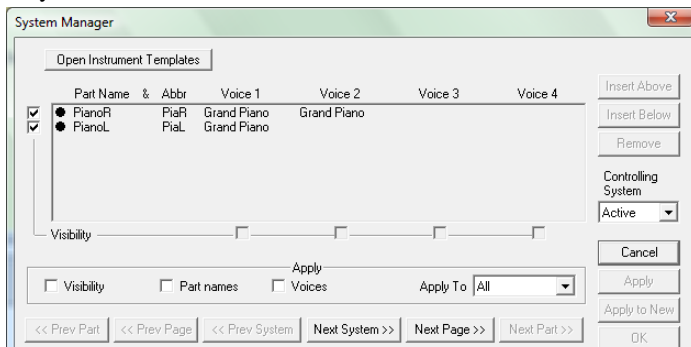 System Manager
Open Instrument Templates
Part Name & Abbr Voice 1 Voice 2 Voice 3 Voice 4
PianoR PiaR Grand Piano Grand Piano
PianoL PiaL Grand Piano
Visibility
Insert Above
Insert Below
Remove
Controlling
System
Active
Apply
Visibility Part names Voices Apply To All
Cancel
Apply
Apply to New
OK
<< Prev Part << Prev Page << Prev System Next System >> Next Page >> Next Part >>